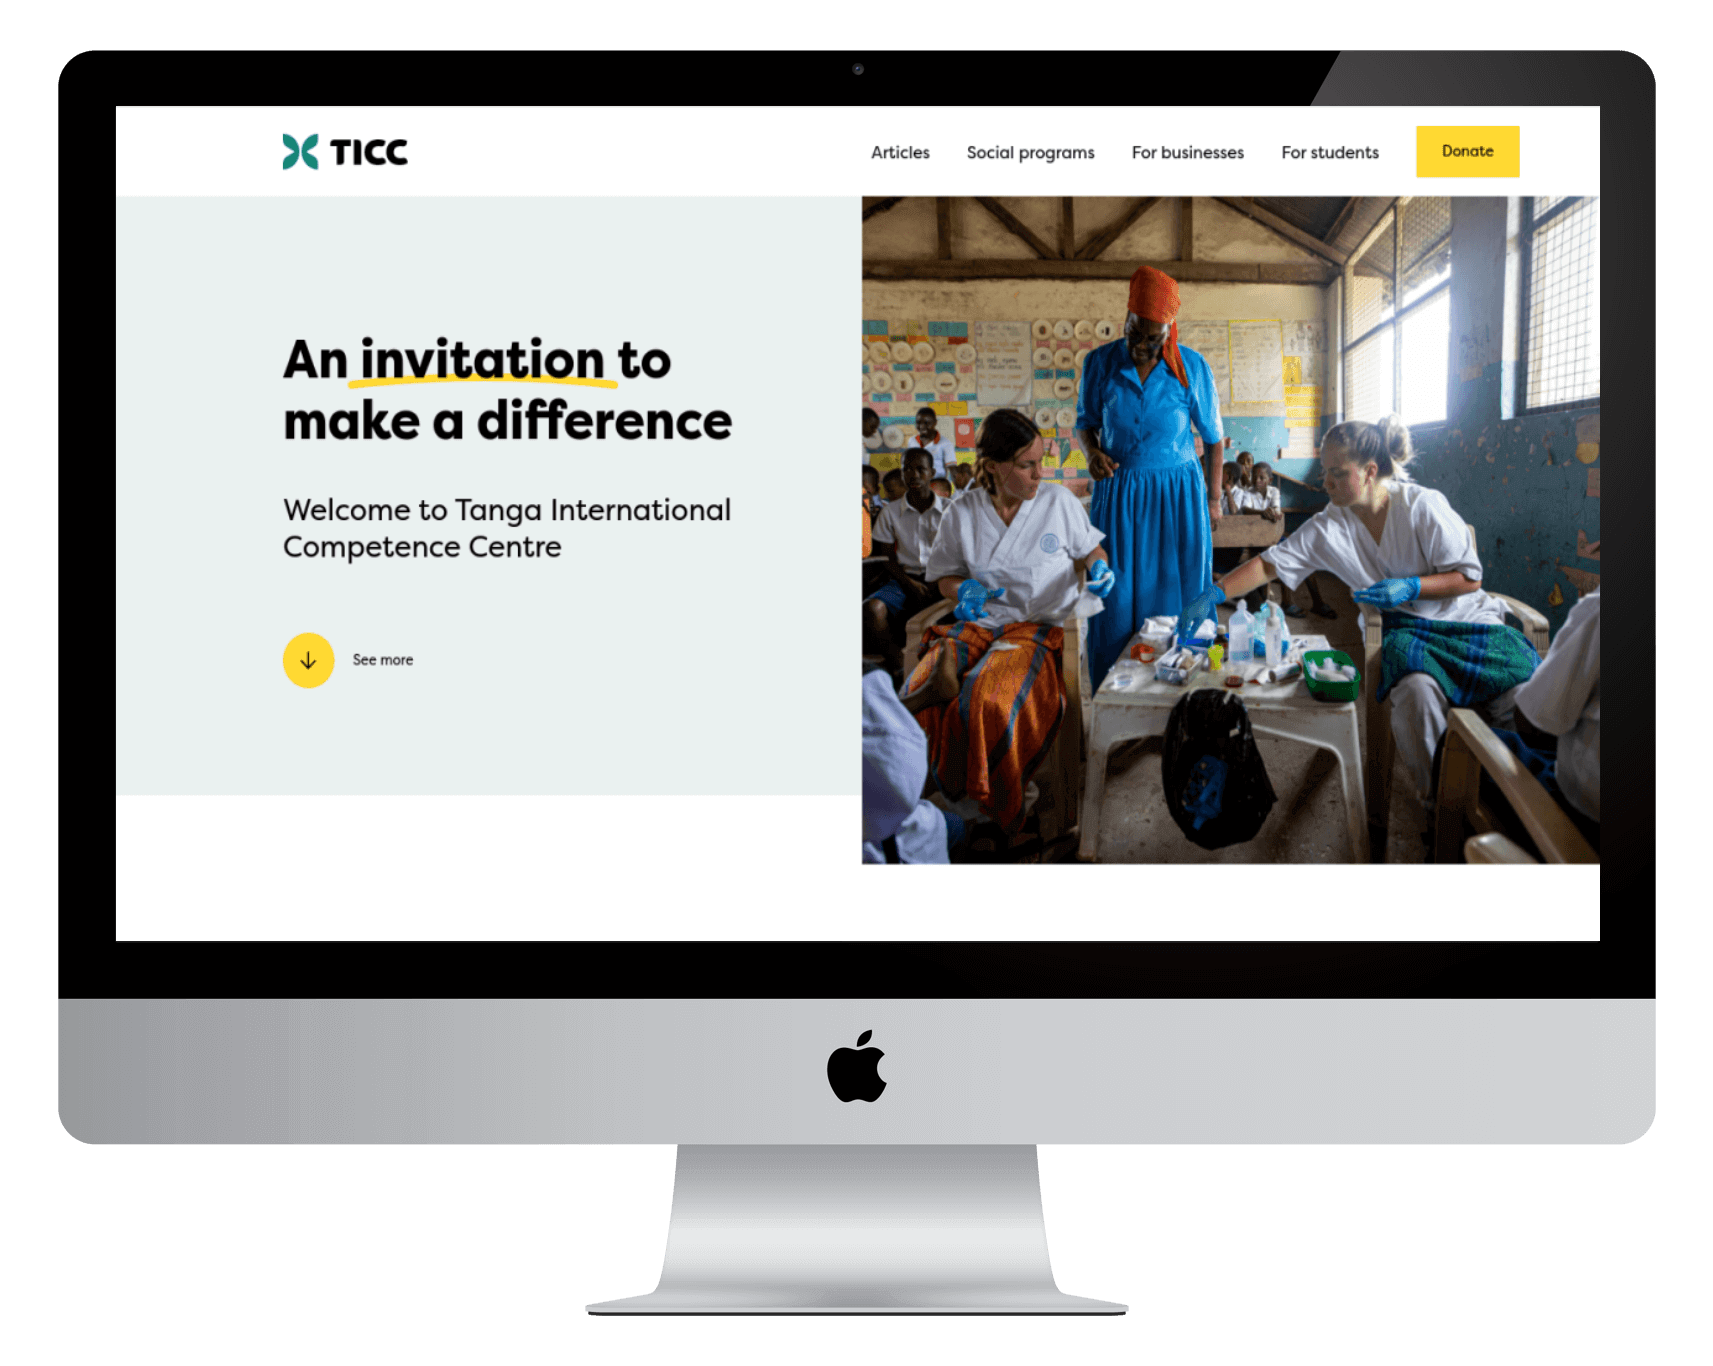 TICC
Articles
Social programs
For businesses
For students
Donate
An invitation to
make a difference
Welcome to Tanga International
Competence Centre
See more